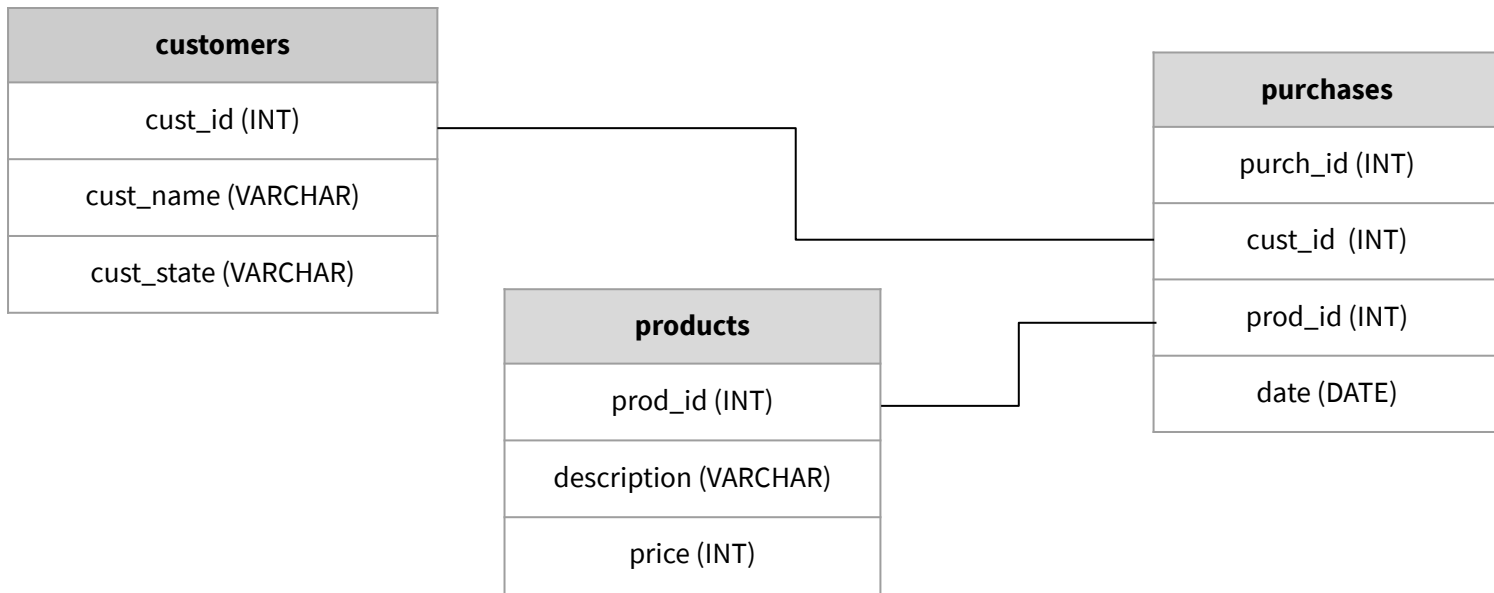 customers
cust_id (INT)
cust_name (VARCHAR)
cust_state (VARCHAR)
products
prod_id (INT)
description (VARCHAR)
price (INT)
purchases
purch_id (INT)
cust_id  (INT)
prod_id (INT)
date (DATE)